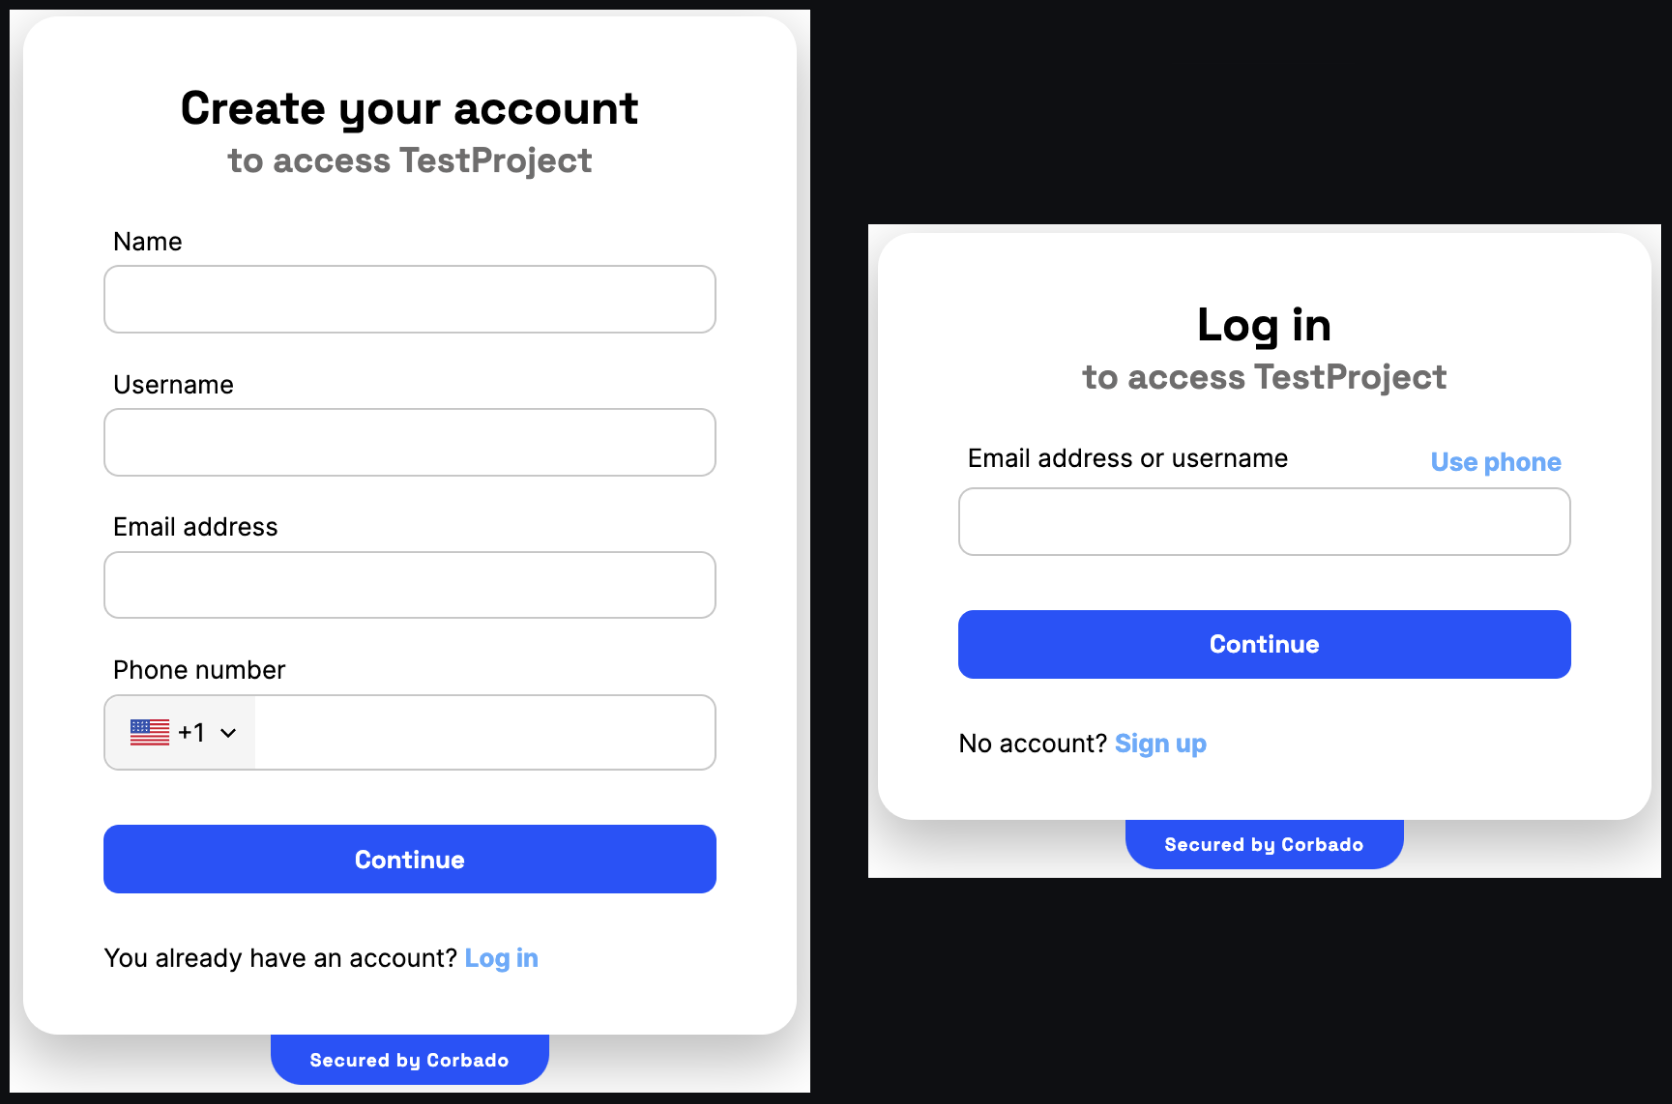 Create your account
to access TestProject
Name
Username
Email address
Phone number
+1
Continue
You already have an account? Log in
Secured by Corbado
Log in
to access TestProject
Email address or username
Use phone
Continue
No account? Sign up
Secured by Corbado